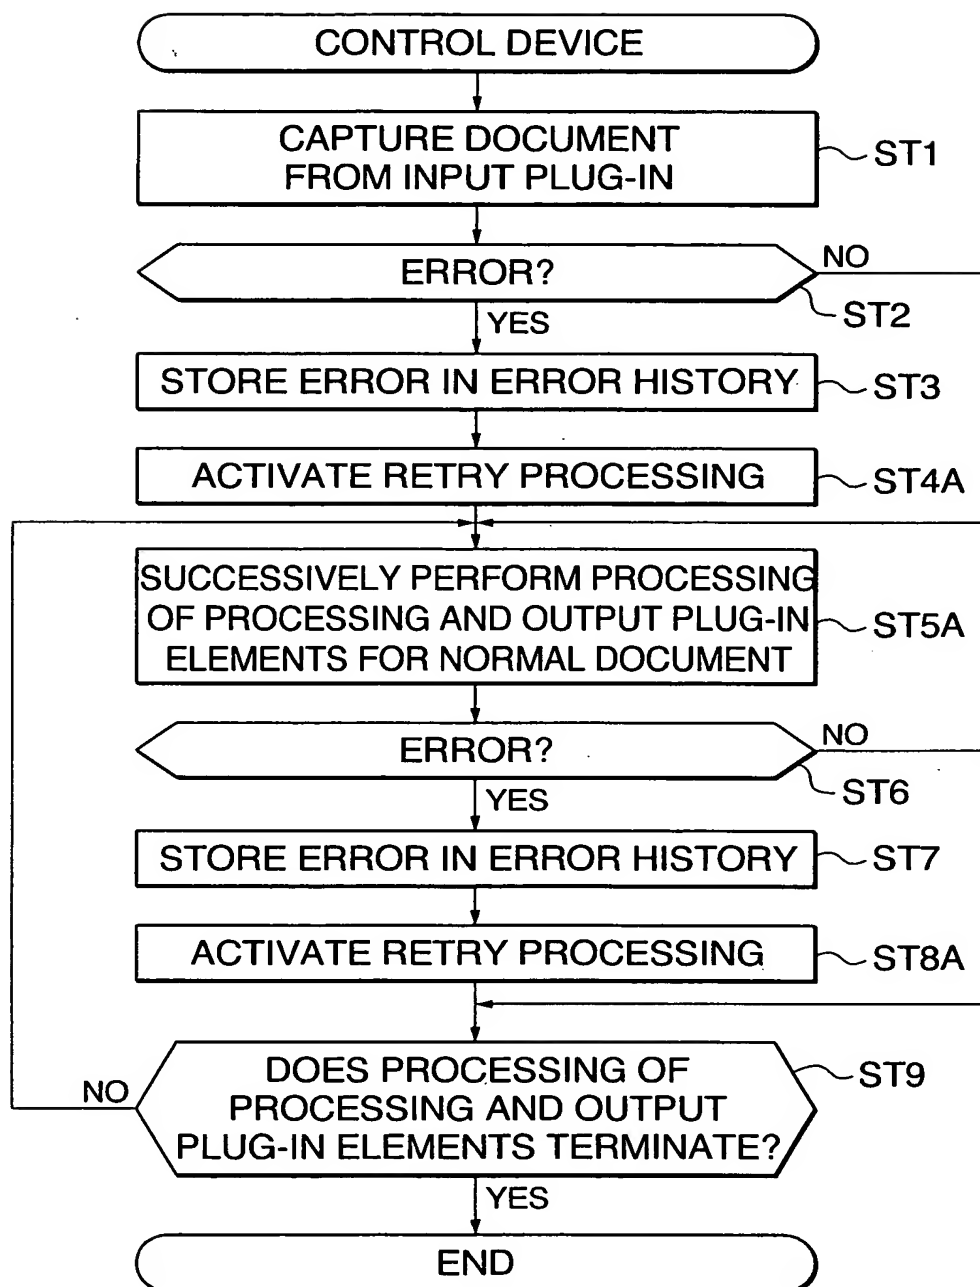 CONTROL DEVICE
CAPTURE DOCUMENT
FROM INPUT PLUG-IN
ST1
ERROR?
NO
ST2
YES
STORE ERROR IN ERROR HISTORY
ST3
ACTIVATE RETRY PROCESSING
ST4A
SUCCESSIVELY PERFORM PROCESSING
OF PROCESSING AND OUTPUT PLUG-IN
ELEMENTS FOR NORMAL DOCUMENT
ST5A
ERROR?
NO
ST6
YES
STORE ERROR IN ERROR HISTORY
ST7
ACTIVATE RETRY PROCESSING
ST8A
DOES PROCESSING OF
PROCESSING AND OUTPUT
PLUG-IN ELEMENTS TERMINATE?
ST9
NO
YES
END